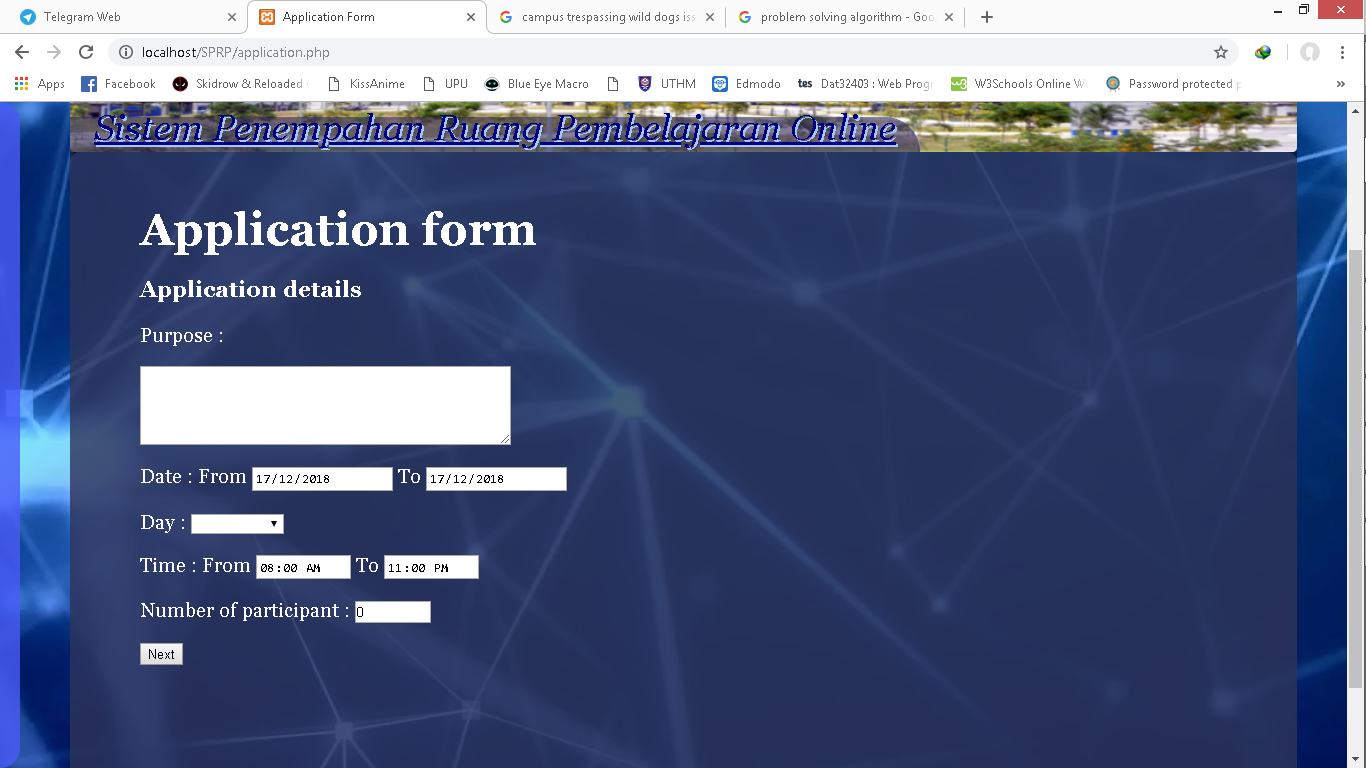 Telegram Web
Application Form
campus trespassing wild dogs iss
problem solving algorithm - Goo
localhost/SPRP/application.php
Apps Facebook Skidrow & Reloaded KissAnime UPU Blue Eye Macro UTHM Edmodo tes Dat32403 : Web Progr W3Schools Online We Password protected p »
Sistem Penempahan Ruang Pembelajaran Online
Application form
Application details
Purpose :
Date : From 17/12/2018 To 17/12/2018
Day :
Time : From 08:00 AM To 11:00 PM
Number of participant : 0
Next